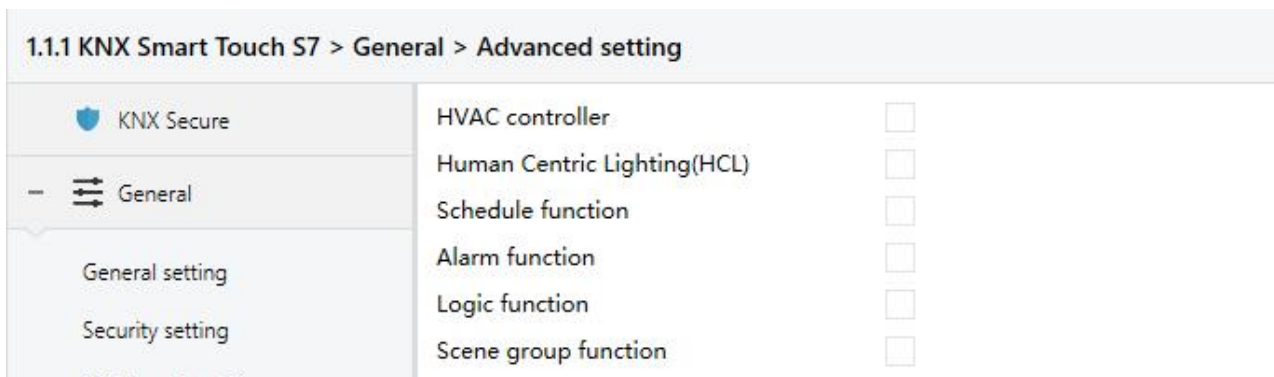 1.1.1 KNX Smart Touch S7 > General > Advanced setting
KNX Secure
General
General setting
Security setting
HVAC controller
Human Centric Lighting(HCL)
Schedule function
Alarm function
Logic function
Scene group function